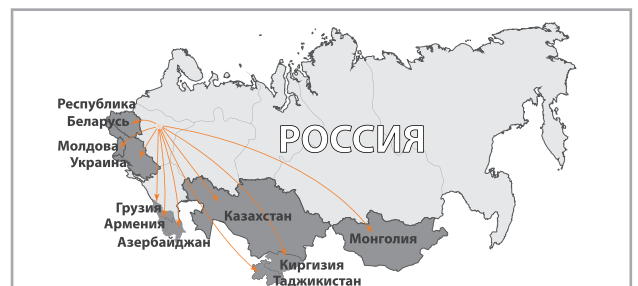 Республика
Беларусь
Молдова
Украина
РОССИЯ
Грузия
Армения
Азербайджан
Казахстан
Монголия
Киргизия
Таджикистан